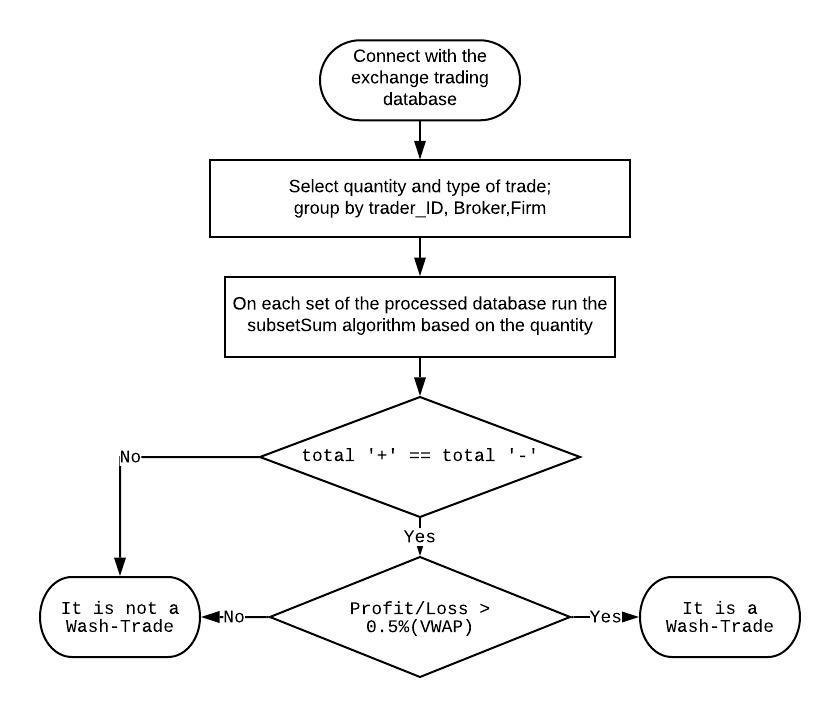 Connect with the
exchange trading
database
Select quantity and type of trade;
group by trader_ID, Broker,Firm
On each set of the processed database run the
subsetSum algorithm based on the quantity
total '+' == total '-'
No
Yes
Profit/Loss >
0.5%(VWAP)
No
Yes
It is not a
Wash-Trade
It is a
Wash-Trade